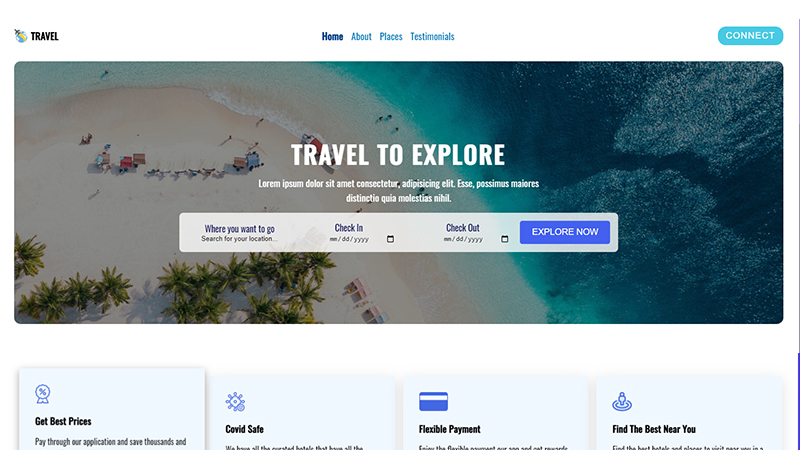 TRAVEL
Home About Places Testimonials
CONNECT
TRAVEL TO EXPLORE
Lorem ipsum dolor sit amet consectetur, adipisicing elit. Esse, possimus maiores
distinctio quia molestias nihil.
Where you want to go
Search for your location...
Check In
mm/dd/yyyy
Check Out
mm/dd/yyyy
EXPLORE NOW
Get Best Prices
Pay through our application and save thousands and
Covid Safe
We have all the curated hotels that have all the
Flexible Payment
Enjoy the flexible payment our app and get rewards
Find The Best Near You
Find the best hotels and places to visit near you in a